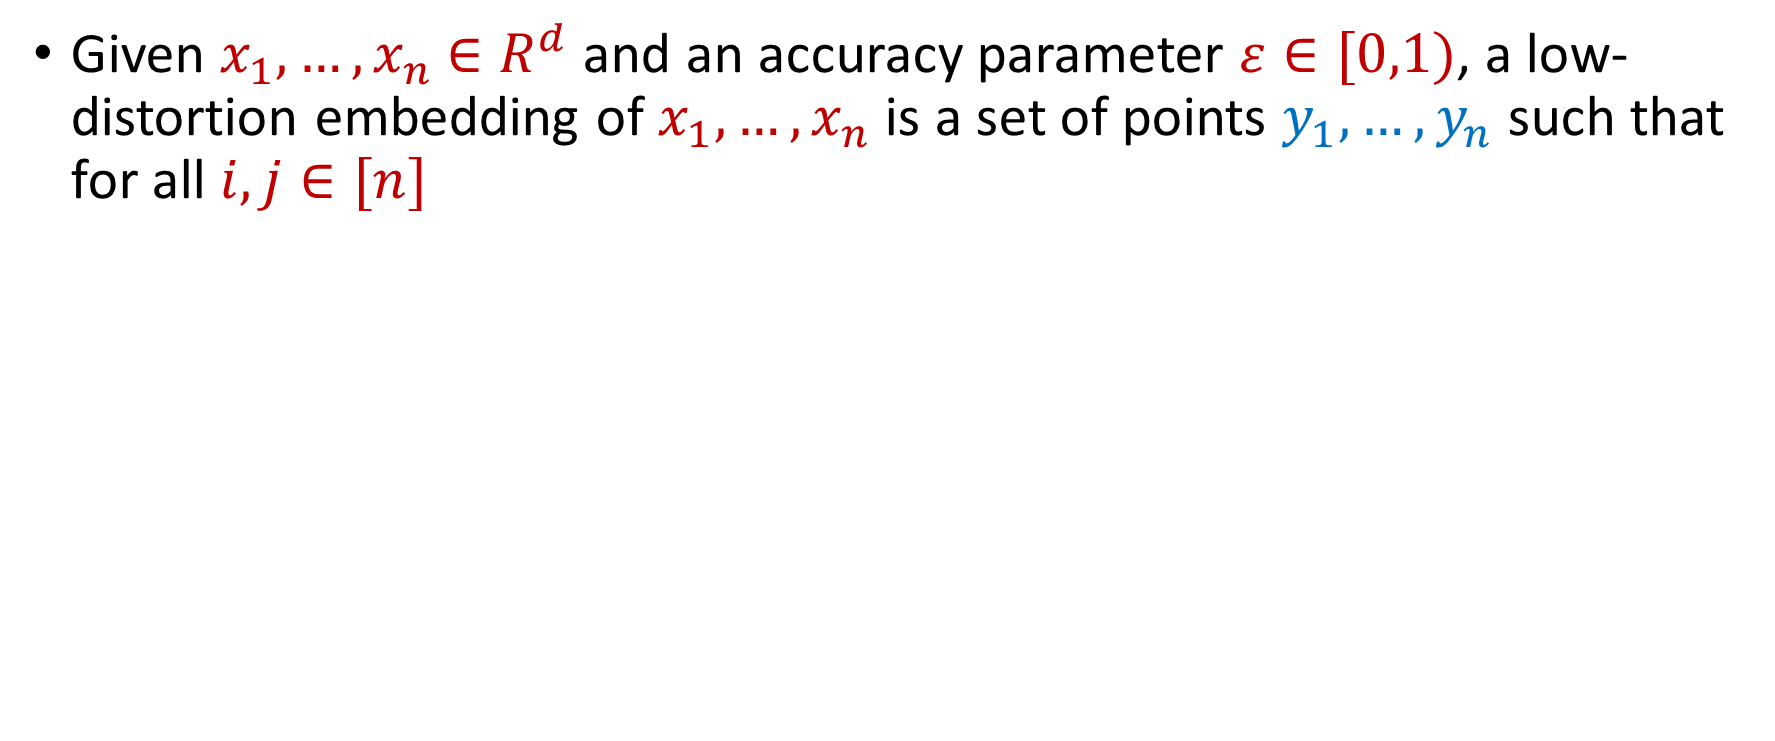 • Given x₁, … , xₙ ∈ Rᵈ and an accuracy parameter ε ∈ [0,1), a low-
distortion embedding of x₁, … , xₙ is a set of points y₁, … , yₙ such that
for all i, j ∈ [n]